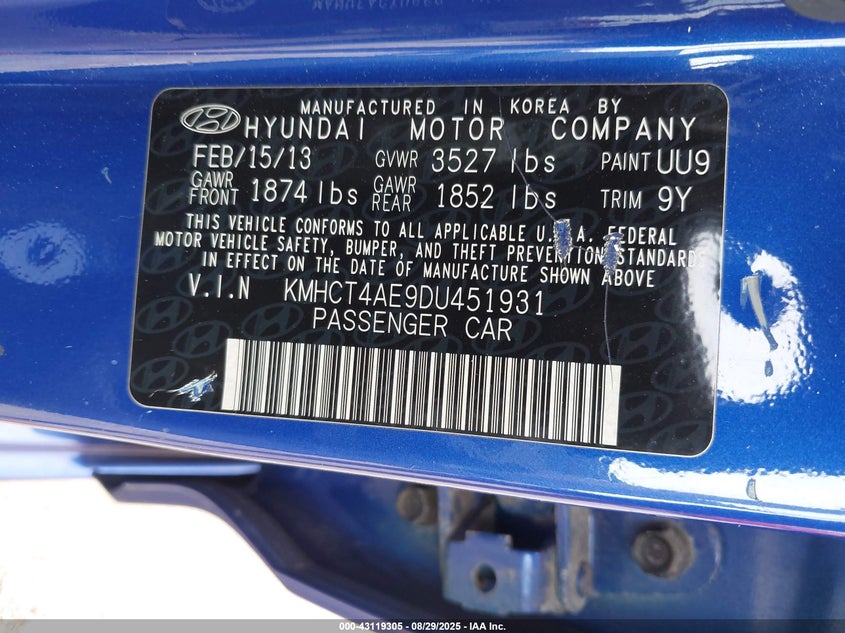 MANUFACTURED IN KOREA BY
HYUNDAI MOTOR COMPANY
FEB/15/13 GVWR 3527 lbs PAINT UU9
GAWR FRONT 1874 lbs GAWR REAR 1852 lbs TRIM 9Y
THIS VEHICLE CONFORMS TO ALL APPLICABLE U.S.A. FEDERAL
MOTOR VEHICLE SAFETY, BUMPER, AND THEFT PREVENTION STANDARDS
IN EFFECT ON THE DATE OF MANUFACTURE SHOWN ABOVE
V.I.N KMHCT4AE9DU451931
PASSENGER CAR
000-43119305 - 08/29/2025 - IAA Inc.